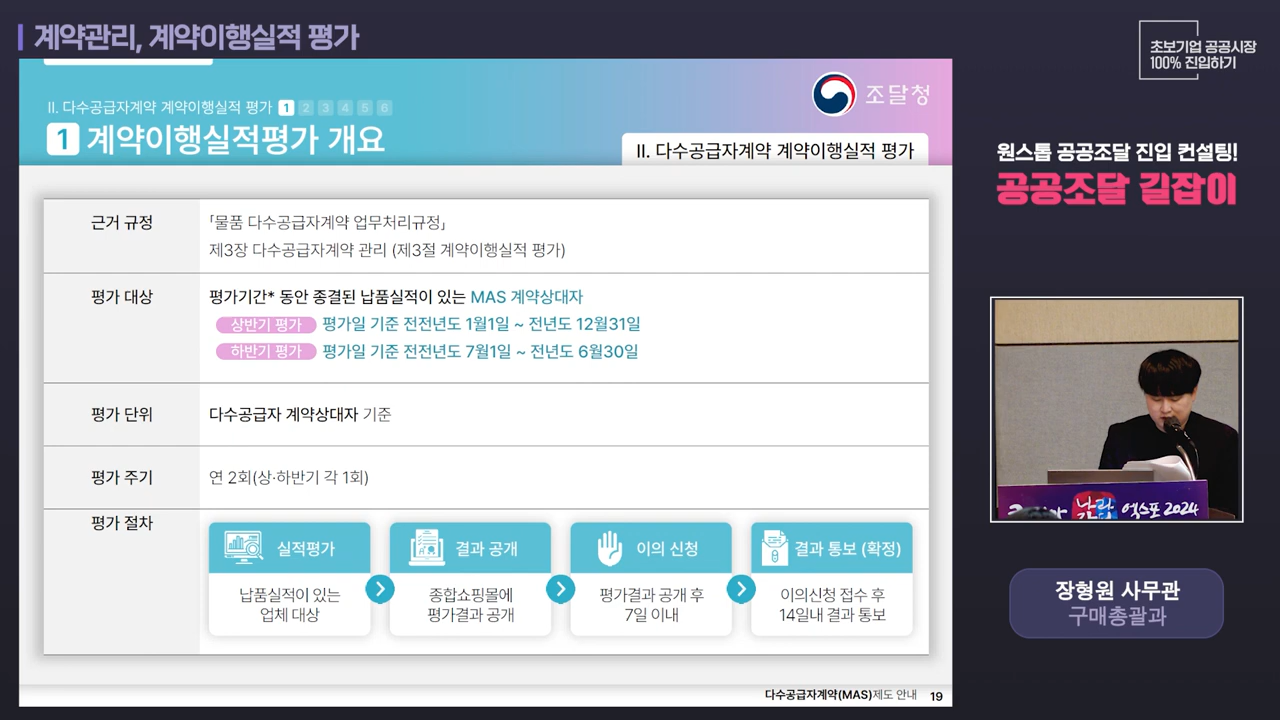 계약관리, 계약이행실적 평가
초보기업 공공시장
100% 진입하기
II. 다수공급자계약 계약이행실적 평가 1 2 3 4 5 6
1 계약이행실적평가 개요
조달청
II. 다수공급자계약 계약이행실적 평가
원스톱 공공조달 진입 컨설팅!
공공조달 길잡이
근거 규정
「물품 다수공급자계약 업무처리규정」
제3장 다수공급자계약 관리 (제3절 계약이행실적 평가)
평가 대상
평가기간* 동안 종결된 납품실적이 있는 MAS 계약상대자
상반기 평가 평가일 기준 전전년도 1월1일 ~ 전년도 12월31일
하반기 평가 평가일 기준 전전년도 7월1일 ~ 전년도 6월30일
평가 단위
다수공급자 계약상대자 기준
평가 주기
연 2회(상·하반기 각 1회)
평가 절차
실적평가
납품실적이 있는
업체 대상
결과 공개
종합쇼핑몰에
평가결과 공개
이의 신청
평가결과 공개 후
7일 이내
결과 통보 (확정)
이의신청 접수 후
14일내 결과 통보
다수공급자계약(MAS)제도 안내 19
엑스포 2024
장형원 사무관
구매총괄과